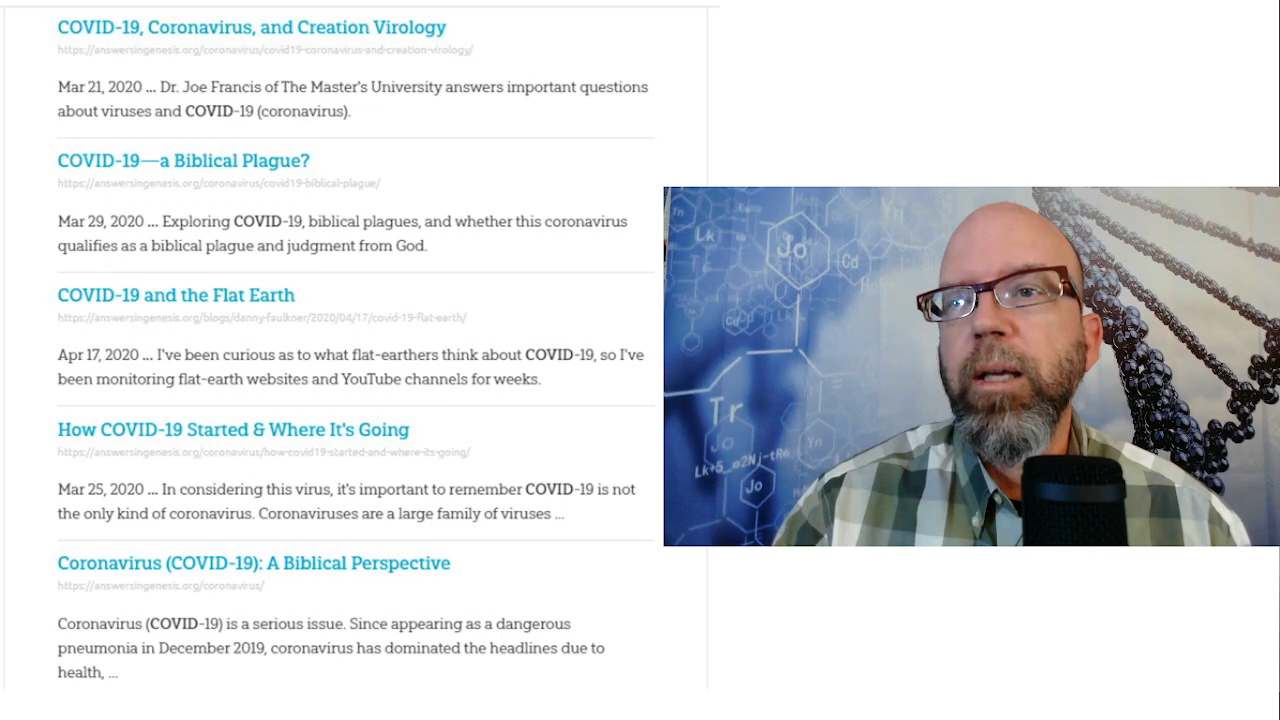 COVID-19, Coronavirus, and Creation Virology
https://answersingenesis.org/coronavirus/covid19-coronavirus-and-creation-virology/
Mar 21, 2020 ... Dr. Joe Francis of The Master's University answers important questions
about viruses and COVID-19 (coronavirus).
COVID-19—a Biblical Plague?
https://answersingenesis.org/coronavirus/covid19-biblical-plague/
Mar 29, 2020 ... Exploring COVID-19, biblical plagues, and whether this coronavirus
qualifies as a biblical plague and judgment from God.
COVID-19 and the Flat Earth
https://answersingenesis.org/blogs/danny-faulkner/2020/04/17/covid-19-flat-earth/
Apr 17, 2020 ... I've been curious as to what flat-earthers think about COVID-19, so I've
been monitoring flat-earth websites and YouTube channels for weeks.
How COVID-19 Started & Where It's Going
https://answersingenesis.org/coronavirus/how-covid19-started-and-where-its-going/
Mar 25, 2020 ... In considering this virus, it's important to remember COVID-19 is not
the only kind of coronavirus. Coronaviruses are a large family of viruses ...
Coronavirus (COVID-19): A Biblical Perspective
https://answersingenesis.org/coronavirus/
Coronavirus (COVID-19) is a serious issue. Since appearing as a dangerous
pneumonia in December 2019, coronavirus has dominated the headlines due to
health, ...
Yn
Lk
Jo
Cd
Yn
Tr
Jo
Yn
Jo